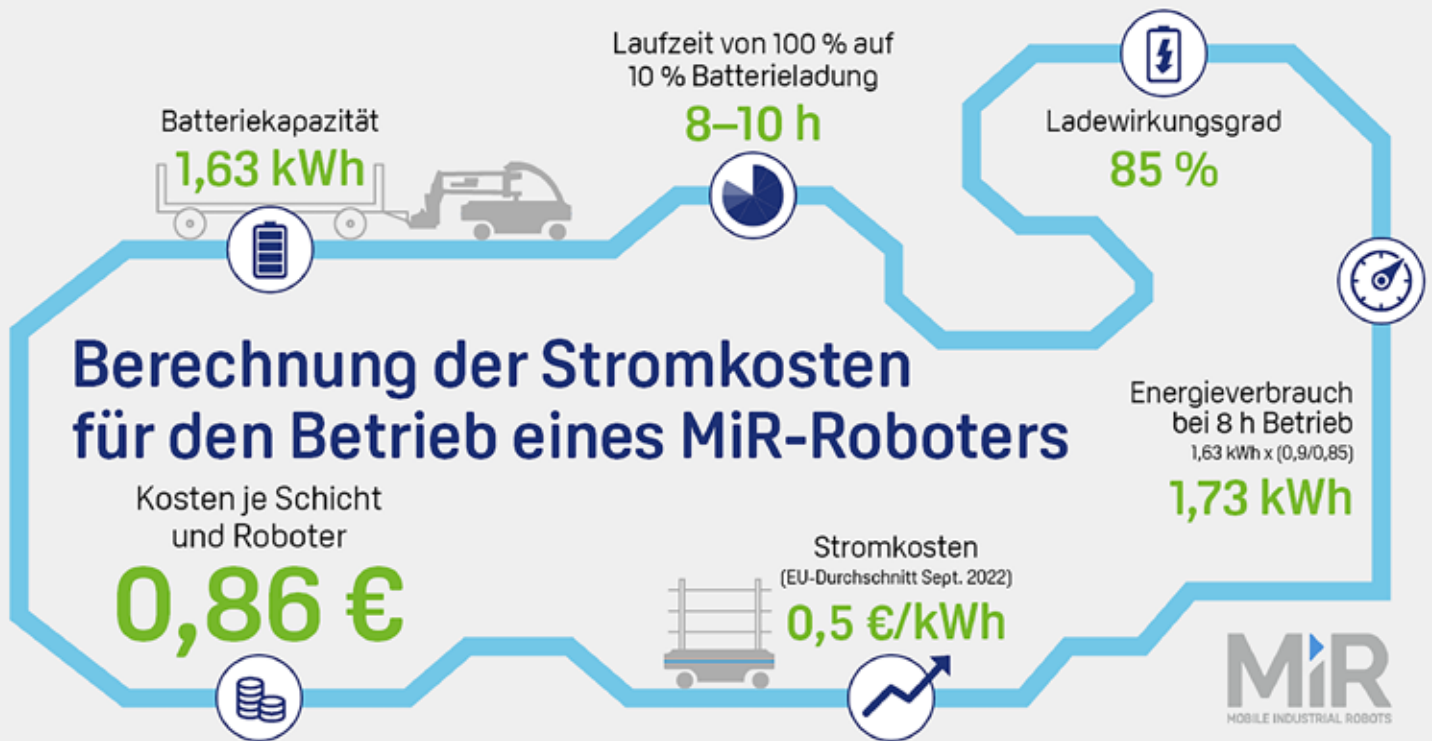 Laufzeit von 100 % auf
10 % Batterieladung
8–10 h
Batteriekapazität
1,63 kWh
Ladewirkungsgrad
85 %
Berechnung der Stromkosten
für den Betrieb eines MiR-Roboters
Energieverbrauch
bei 8 h Betrieb
1,63 kWh x (0,9/0,85)
1,73 kWh
Kosten je Schicht
und Roboter
0,86 €
Stromkosten
(EU-Durchschnitt Sept. 2022)
0,5 €/kWh
MiR
MOBILE INDUSTRIAL ROBOTS